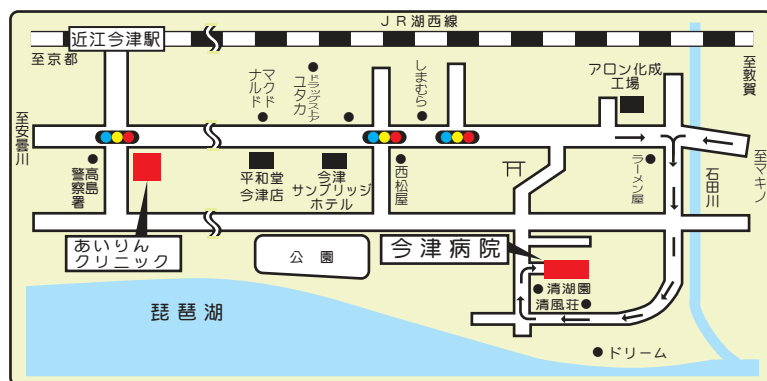 JR湖西線
近江今津駅
至京都
至敦賀
至安曇川
至マキノ
マクド
ナルド
ドラッグストア
ユタカ
しまむら
アロン化成
工場
高島
警察署
平和堂
今津店
今津
サンブリッジ
ホテル
西松屋
ラーメン屋
石田川
あいりん
クリニック
公園
今津病院
清湖園
清風荘
琵琶湖
ドリーム